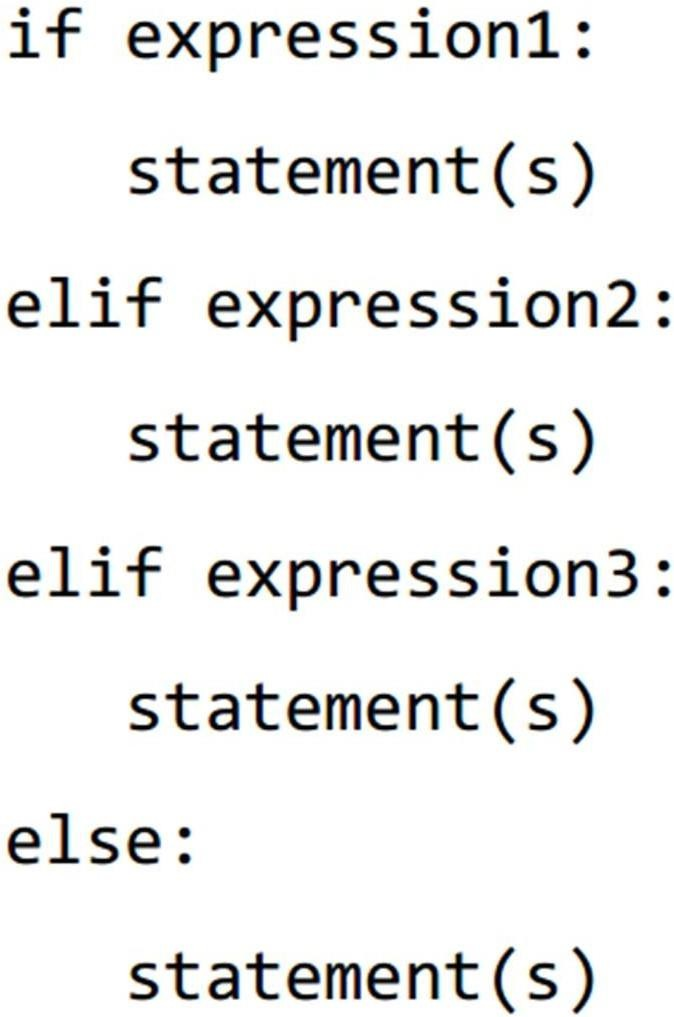 if expression1:
   statement(s)
elif expression2:
   statement(s)
elif expression3:
   statement(s)
else:
   statement(s)